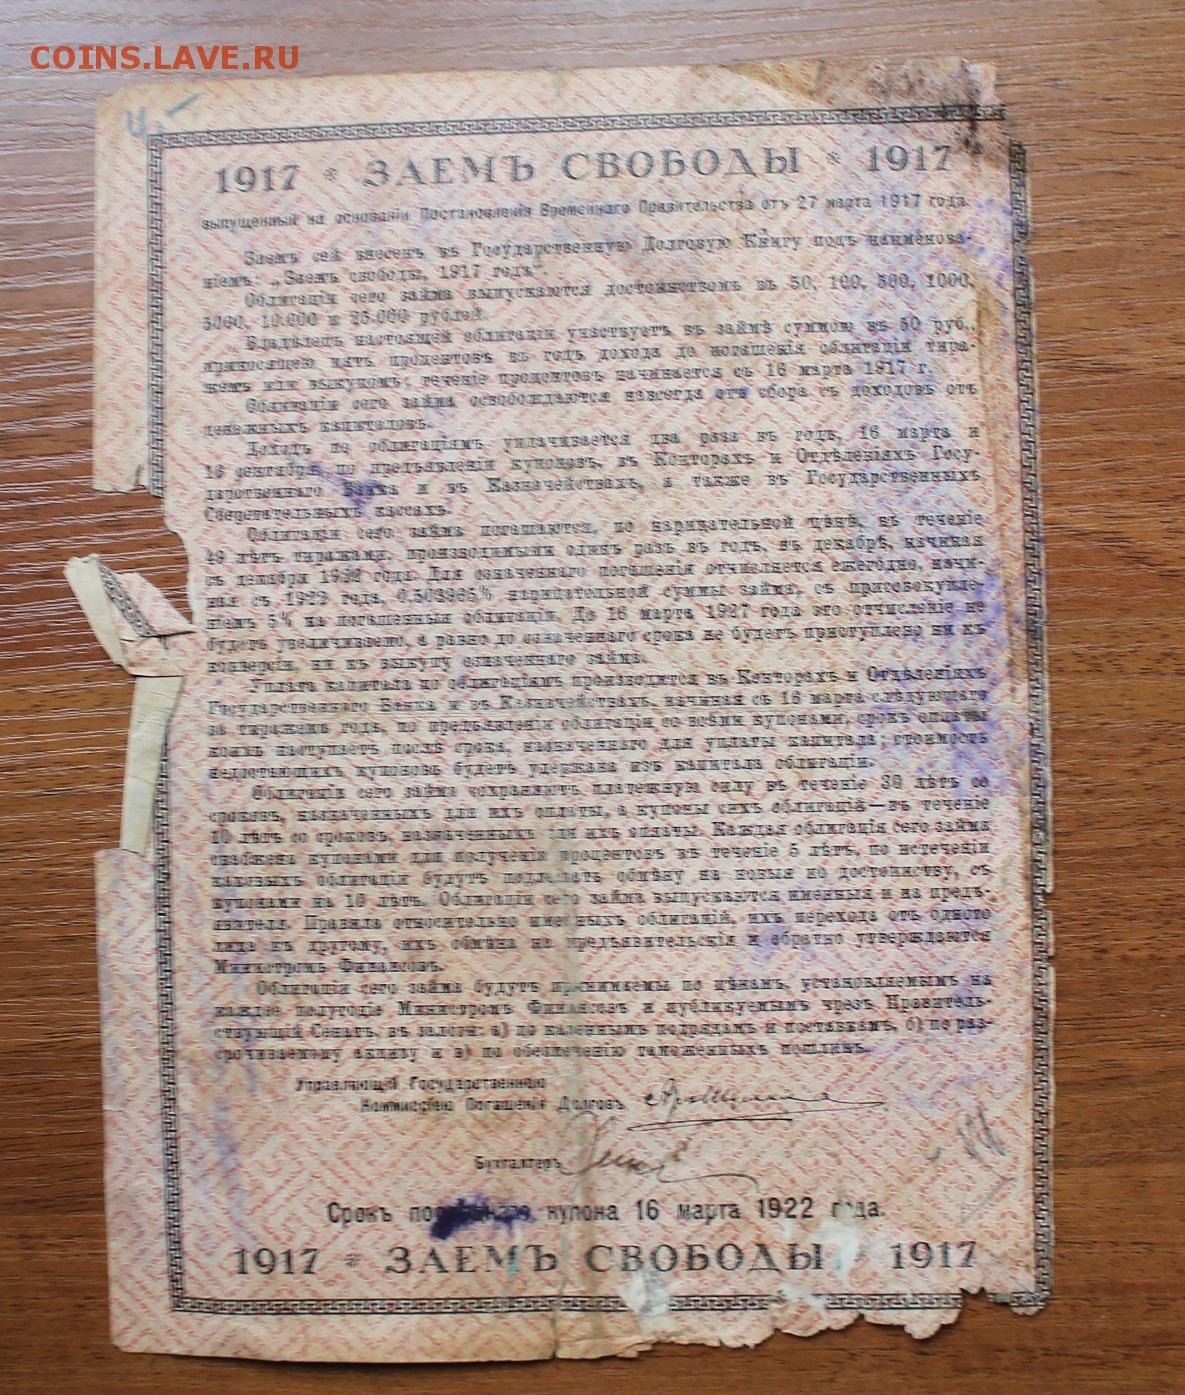 COINS.LAVE.RU
И. —
1917 * ЗАЕМЪ СВОБОДЫ * 1917
выпущенный на основаніи Постановленія Временнаго Правительства отъ 27 марта 1917 года.
Заемъ сей внесенъ въ Государственную Долговую Книгу подъ наименова-
ніемъ: „Заемъ свободы, 1917 годъ“.
Облигаціи сего займа выпускаются достоинствомъ въ 50, 100, 500, 1000,
5000, 10.000 и 25.000 рублей.
Владѣлецъ настоящей облигаціи участвуетъ въ займѣ суммою въ 50 руб.,
приносящею пять процентовъ въ годъ дохода до погашенія облигаціи тира-
жемъ или выкупомъ; теченіе процентовъ начинается съ 16 марта 1917 г.
Облигаціи сего займа освобождаются навсегда отъ сбора съ доходовъ отъ
денежныхъ капиталовъ.
Доходъ по облигаціямъ уплачивается два раза въ годъ, 16 марта и
16 сентября, по предъявленіи купоновъ, въ Конторахъ и Отдѣленіяхъ Госу-
дарственнаго Банка и въ Казначействахъ, а также въ Государственныхъ
Сберегательныхъ кассахъ.
Облигаціи сего займа погашаются, по нарицательной цѣнѣ, въ теченіе
49 лѣтъ тиражами, производимыми одинъ разъ въ годъ, въ декабрѣ, начиная
съ декабря 1922 года. Для означеннаго погашенія отчисляется ежегодно, начи-
ная съ 1922 года, 0,503965% нарицательной суммы займа, съ присовокупле-
ніемъ 5% на погашенныя облигаціи. До 16 марта 1927 года это отчисленіе не
будетъ увеличиваемо, а равно до означеннаго срока не будетъ приступлено ни къ
конверсіи, ни къ выкупу означеннаго займа.
Уплата капитала по облигаціямъ производится въ Конторахъ и Отдѣленіяхъ
Государственнаго Банка и въ Казначействахъ, начиная съ 16 марта слѣдующаго
за тиражемъ года, по предъявленіи облигаціи со всѣми купонами, срокъ оплаты
коихъ наступаетъ послѣ срока, назначеннаго для уплаты капитала; стоимость
недостающихъ купоновъ будетъ удержана изъ капитала облигаціи.
Облигаціи сего займа сохраняютъ платежную силу въ теченіе 30 лѣтъ со
сроковъ, назначенныхъ для ихъ оплаты, а купоны сихъ облигацій—въ теченіе
10 лѣтъ со сроковъ, назначенныхъ для ихъ оплаты. Каждая облигація сего займа
снабжена купонами для полученія процентовъ въ теченіе 5 лѣтъ, по истеченіи
каковыхъ облигаціи будутъ подлежать обмѣну на новыя по достоинству, съ
купонами на 10 лѣтъ. Облигаціи сего займа выпускаются именныя и на предъ-
явителя. Правила относительно именныхъ облигацій, ихъ перехода отъ одного
лица къ другому, ихъ обмѣна на предъявительскія и обратно утверждаются
Министромъ Финансовъ.
Облигаціи сего займа будутъ принимаемы по цѣнамъ, установляемымъ на
каждое полугодіе Министромъ Финансовъ и публикуемымъ чрезъ Правитель-
ствующій Сенатъ, въ залоги: а) по казеннымъ подрядамъ и поставкамъ, б) по раз-
срочиваемому акцизу и в) по обезпеченію таможенныхъ пошлинъ.
Управляющій Государственною
Коммиссіею Погашенія Долговъ
Бухгалтеръ
Срокъ послѣдняго купона 16 марта 1922 года.
1917 * ЗАЕМЪ СВОБОДЫ * 1917